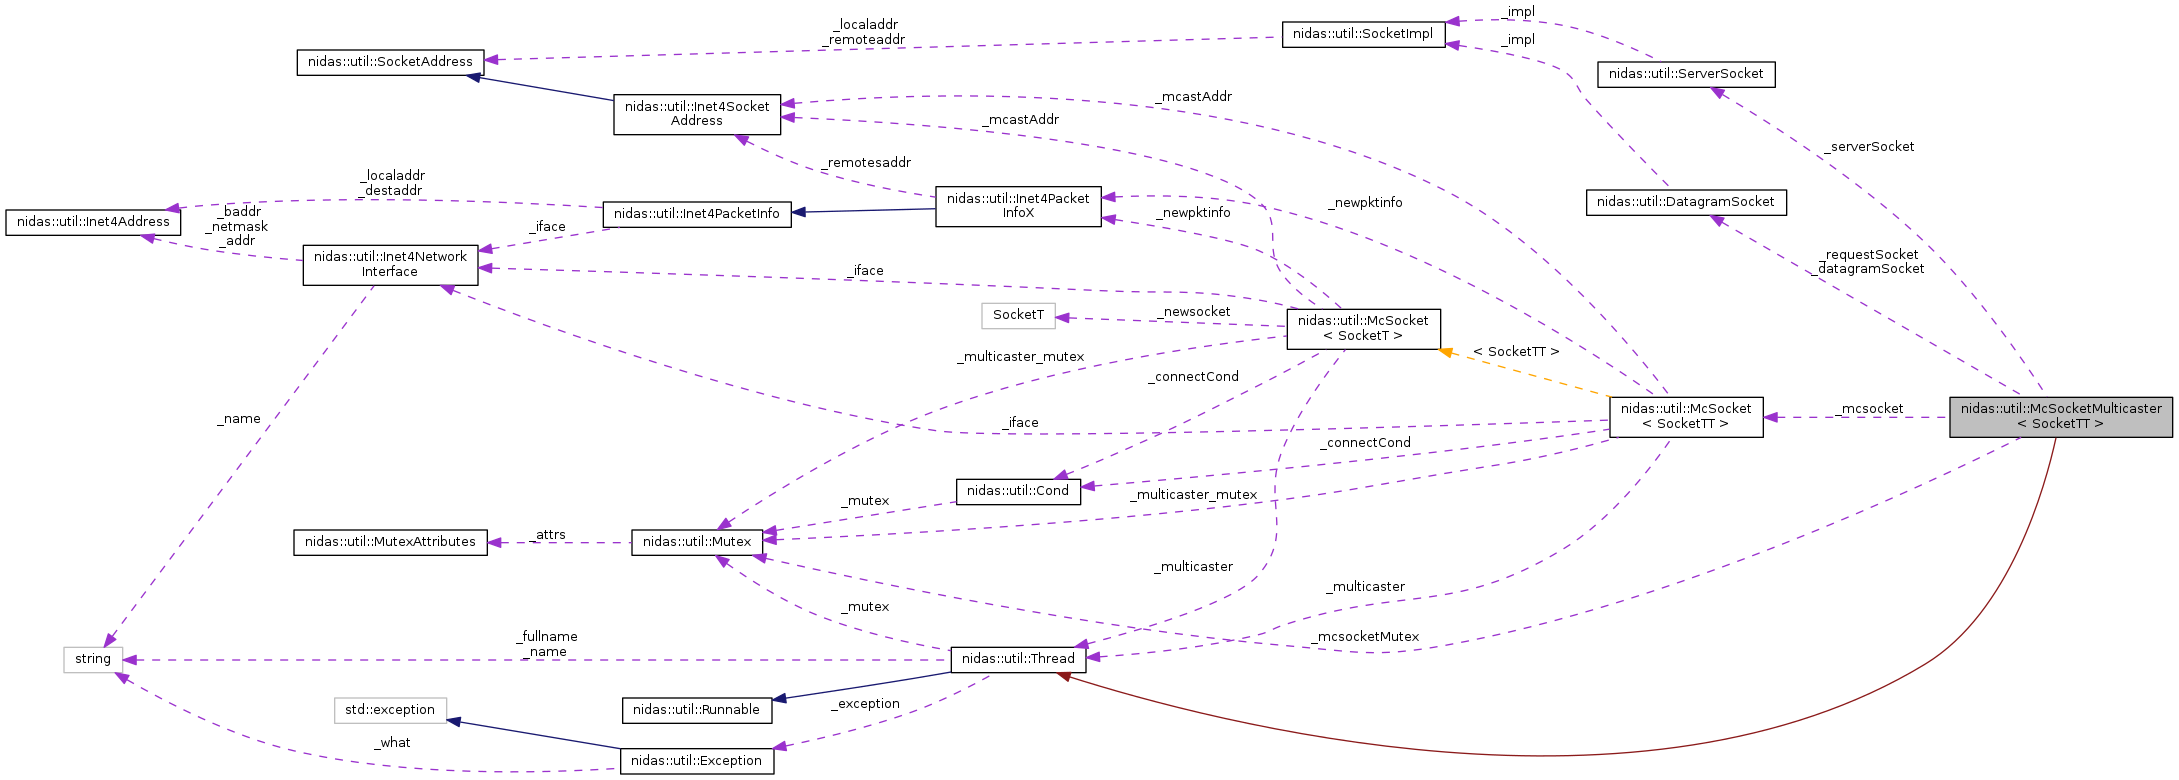 _impl
_localaddr
_remoteaddr
nidas::util::SocketImpl
_impl
nidas::util::SocketAddress
nidas::util::ServerSocket
_mcastAddr
nidas::util::Inet4Socket
Address
_mcastAddr
_serverSocket
_remotesaddr
_localaddr
_destaddr
nidas::util::Inet4Packet
InfoX
_newpktinfo
nidas::util::DatagramSocket
nidas::util::Inet4Address
_baddr
_netmask
_addr
nidas::util::Inet4PacketInfo
_newpktinfo
_iface
nidas::util::Inet4Network
Interface
_iface
_requestSocket
_datagramSocket
SocketT
_newsocket
nidas::util::McSocket
< SocketT >
_multicaster_mutex
< SocketTT >
_connectCond
_name
_iface
nidas::util::McSocket
< SocketTT >
_mcsocket
nidas::util::McSocketMulticaster
< SocketTT >
_connectCond
nidas::util::Cond
_multicaster_mutex
_mutex
nidas::util::MutexAttributes
_attrs
nidas::util::Mutex
_multicaster
_multicaster
_mutex
_fullname
_name
_mcsocketMutex
string
nidas::util::Thread
std::exception
nidas::util::Runnable
_exception
_what
nidas::util::Exception